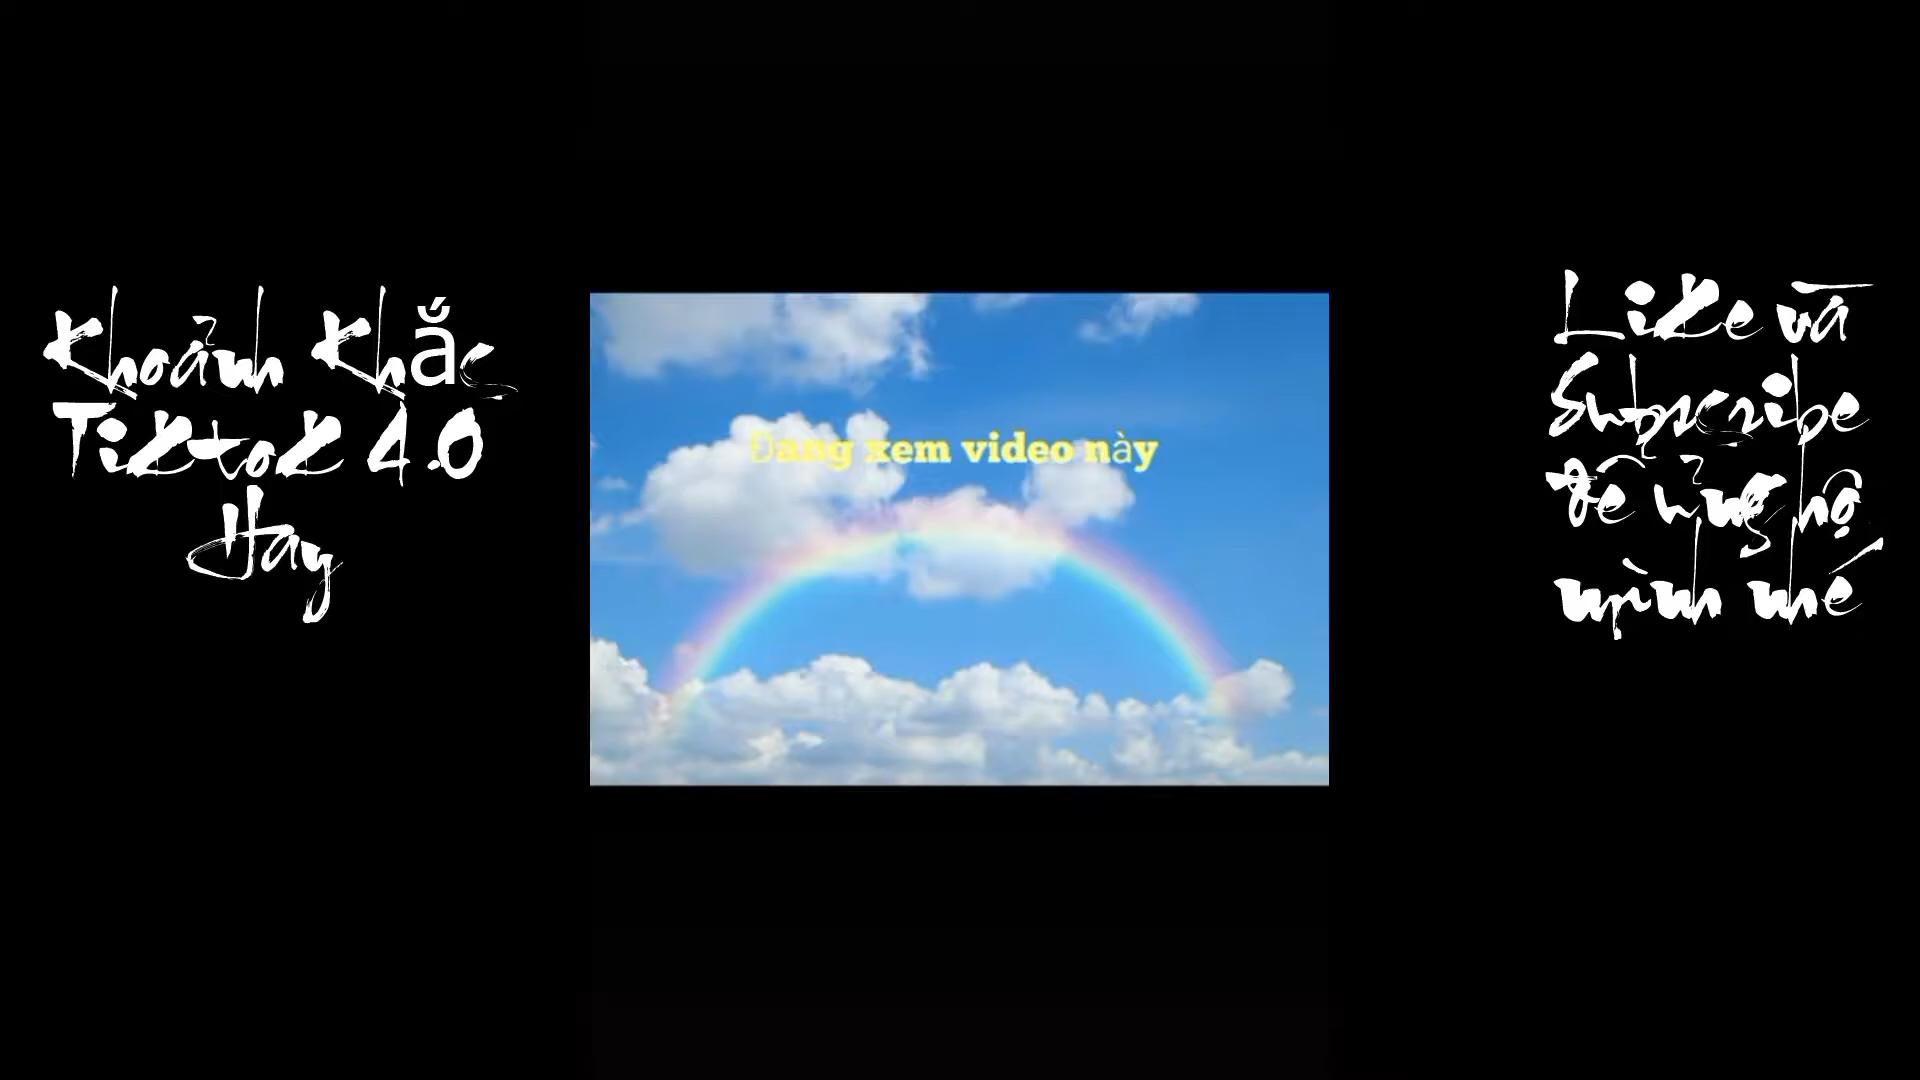 Khoảnh Khắc
Tiktok 4.0
Hay
Đang xem video này
Like và
Subscribe
để ủng hộ
mình nhé